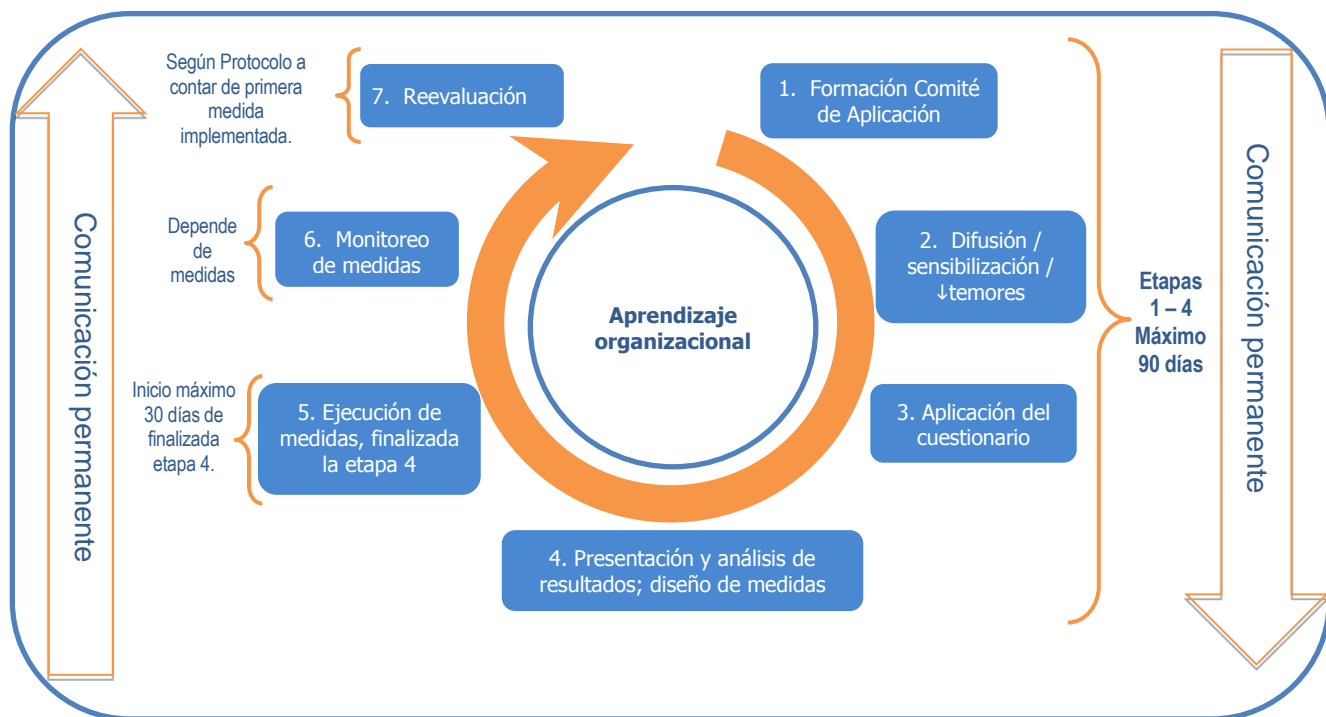 Comunicación permanente
Según Protocolo a
contar de primera
medida
implementada.
7. Reevaluación
1. Formación Comité
de Aplicación
Depende
de
medidas
6. Monitoreo
de medidas
2. Difusión /
sensibilización /
↓temores
Aprendizaje
organizacional
Etapas
1 – 4
Máximo
90 días
Inicio máximo
30 días de
finalizada
etapa 4.
5. Ejecución de
medidas, finalizada
la etapa 4
3. Aplicación del
cuestionario
4. Presentación y análisis de
resultados; diseño de medidas
Comunicación permanente